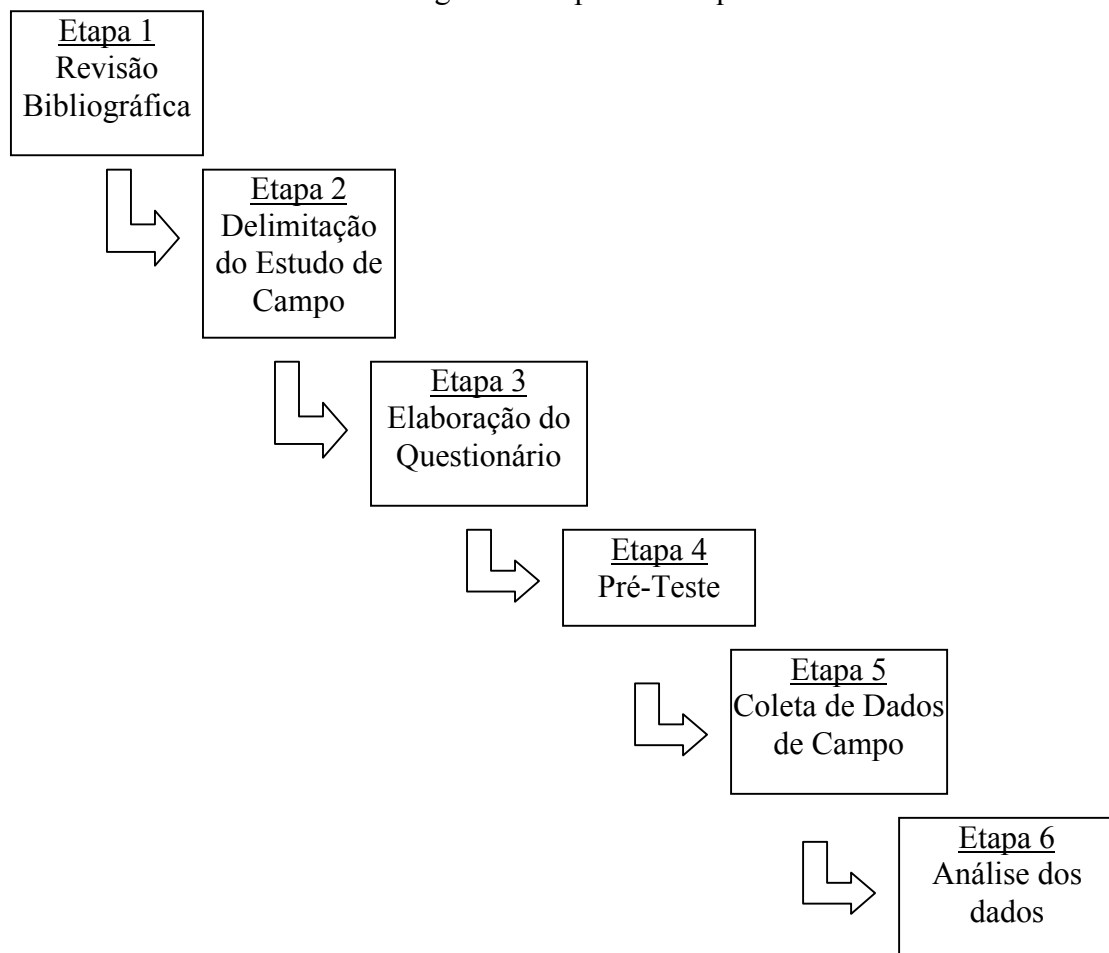 Etapa 1
Revisão
Bibliográfica
Etapa 2
Delimitação
do Estudo de
Campo
Etapa 3
Elaboração do
Questionário
Etapa 4
Pré-Teste
Etapa 5
Coleta de Dados
de Campo
Etapa 6
Análise dos
dados